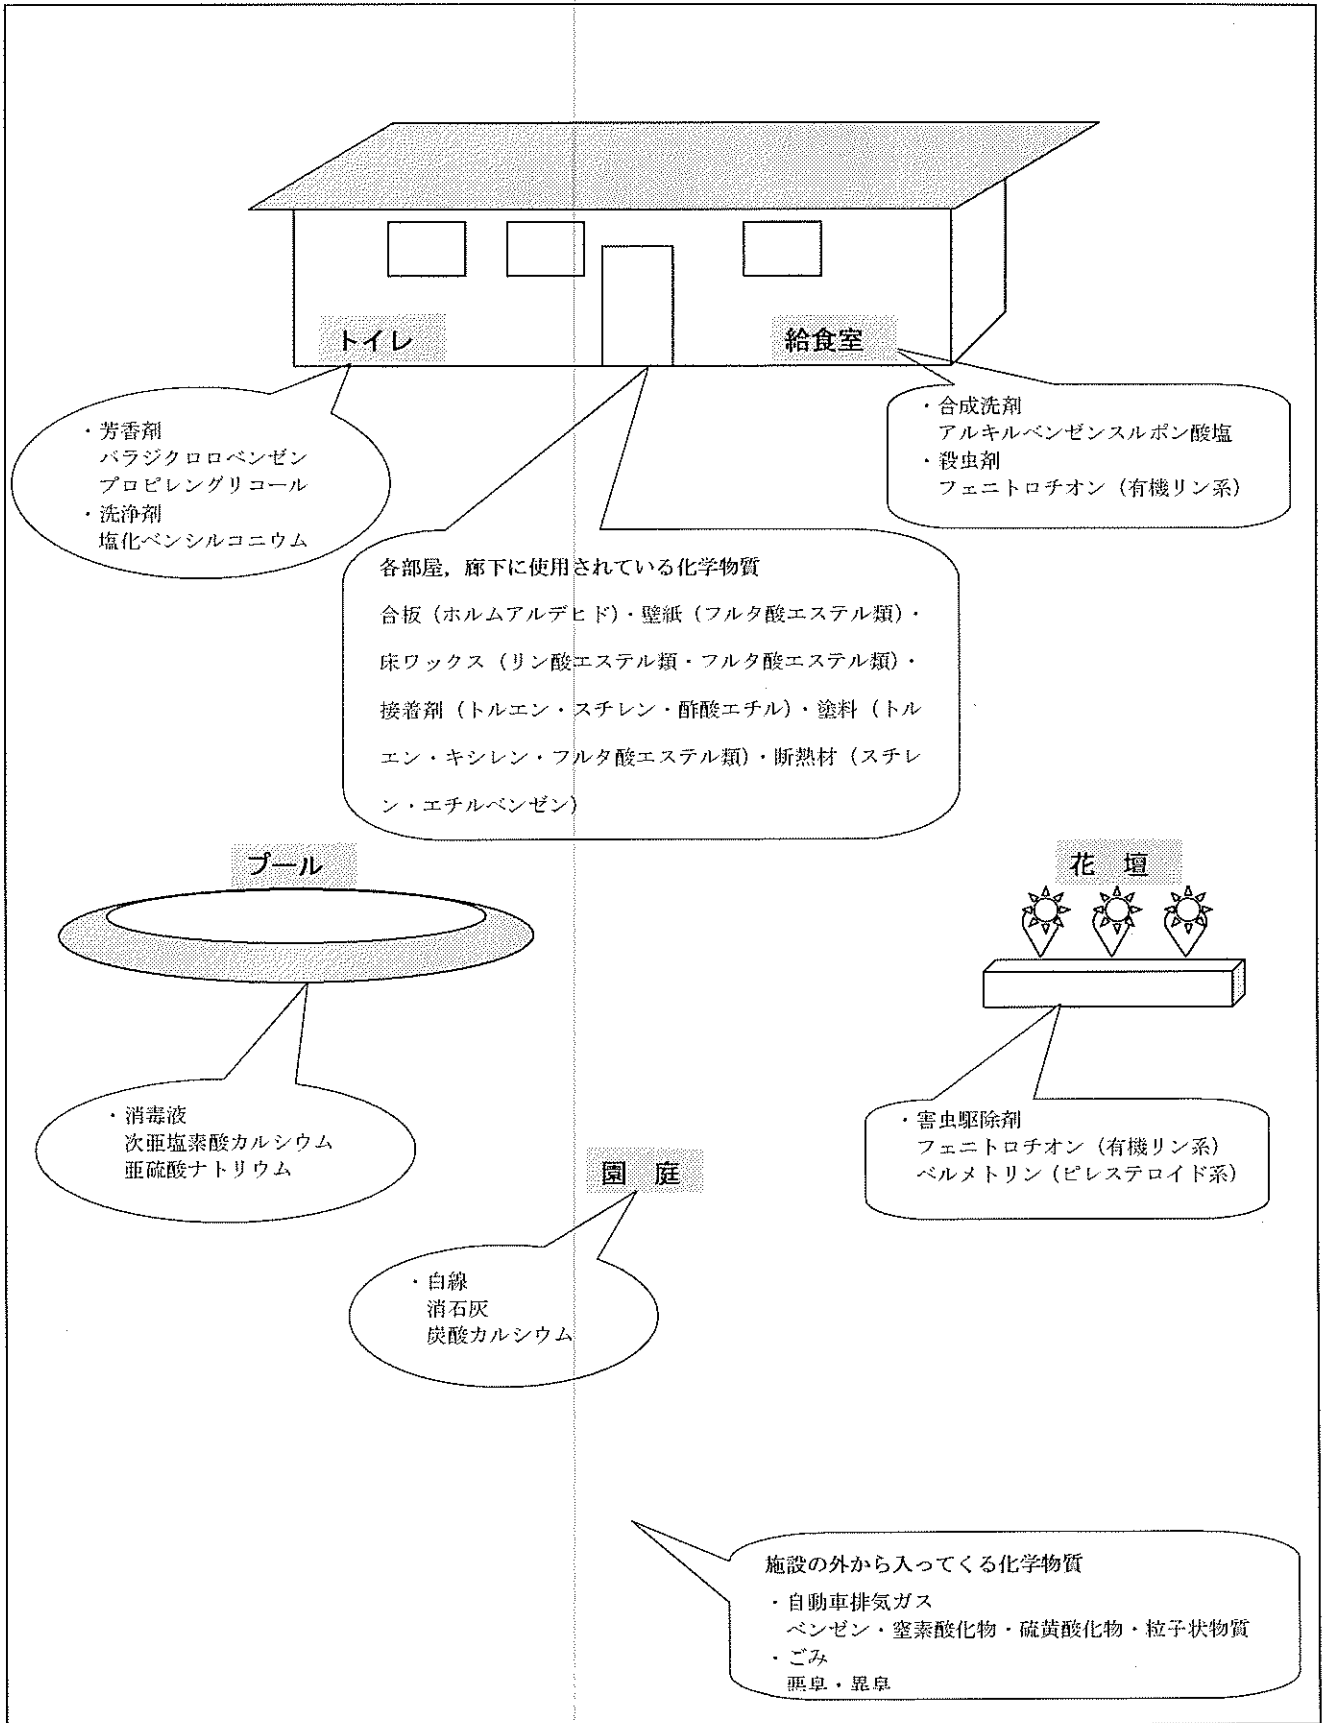 トイレ
給食室
・芳香剤
パラジクロロベンゼン
プロピレングリコール
・洗浄剤
塩化ベンシルコニウム
・合成洗剤
アルキルベンゼンスルポン酸塩
・殺虫剤
フェニトロチオン（有機リン系）
各部屋，廊下に使用されている化学物質
合板（ホルムアルデヒド）・壁紙（フルタ酸エステル類）・
床ワックス（リン酸エステル類・フルタ酸エステル類）・
接着剤（トルエン・スチレン・酢酸エチル）・塗料（トル
エン・キシレン・フルタ酸エステル類）・断熱材（スチレ
ン・エチルベンゼン）
プール
花　壇
・消毒液
次亜塩素酸カルシウム
亜硫酸ナトリウム
・害虫駆除剤
フェニトロチオン（有機リン系）
ペルメトリン（ピレステロイド系）
園　庭
・白線
消石灰
炭酸カルシウム
施設の外から入ってくる化学物質
・自動車排気ガス
ベンゼン・窒素酸化物・硫黄酸化物・粒子状物質
・ごみ
悪臭・異臭